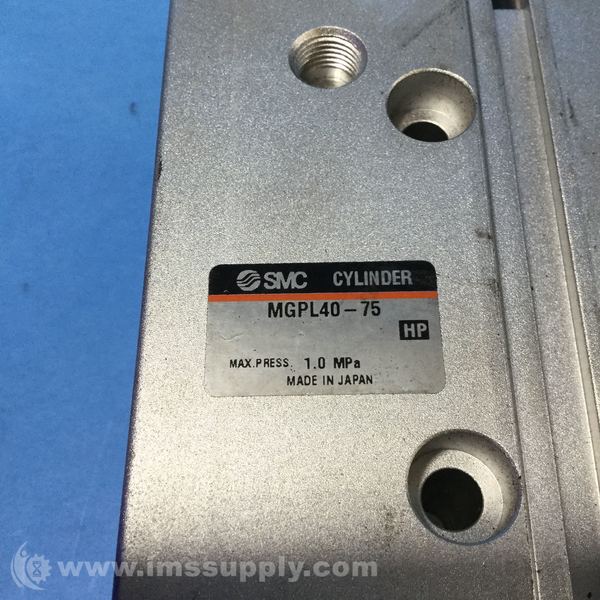 SMC CYLINDER
MGPL40-75
HP
MAX.PRESS. 1.0 MPa
MADE IN JAPAN
www.imssupply.com